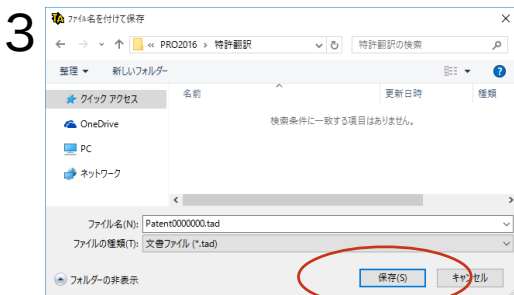 3
ファイル名を付けて保存
« PRO2016 › 特許翻訳
特許翻訳の検索
整理 ▼ 新しいフォルダー
名前 更新日時 種類
クイック アクセス
検索条件に一致する項目はありません。
OneDrive
PC
ネットワーク
ファイル名(N): Patent0000000.tad
ファイルの種類(T): 文書ファイル (*.tad)
フォルダーの非表示 保存(S) キャンセル